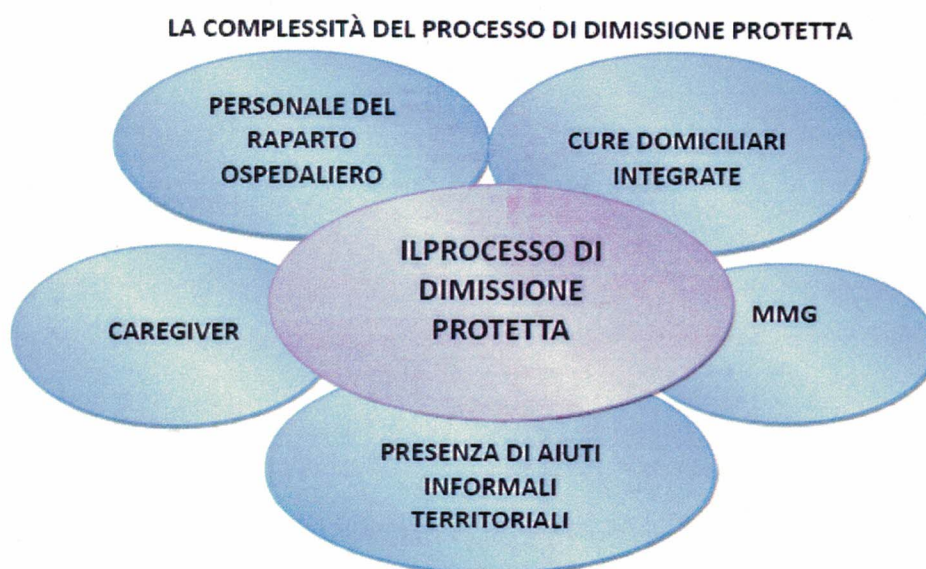 LA COMPLESSITÀ DEL PROCESSO DI DIMISSIONE PROTETTA
PERSONALE DEL
RAPARTO
OSPEDALIERO
CURE DOMICILIARI
INTEGRATE
ILPROCESSO DI
DIMISSIONE
PROTETTA
CAREGIVER
MMG
PRESENZA DI AIUTI
INFORMALI
TERRITORIALI